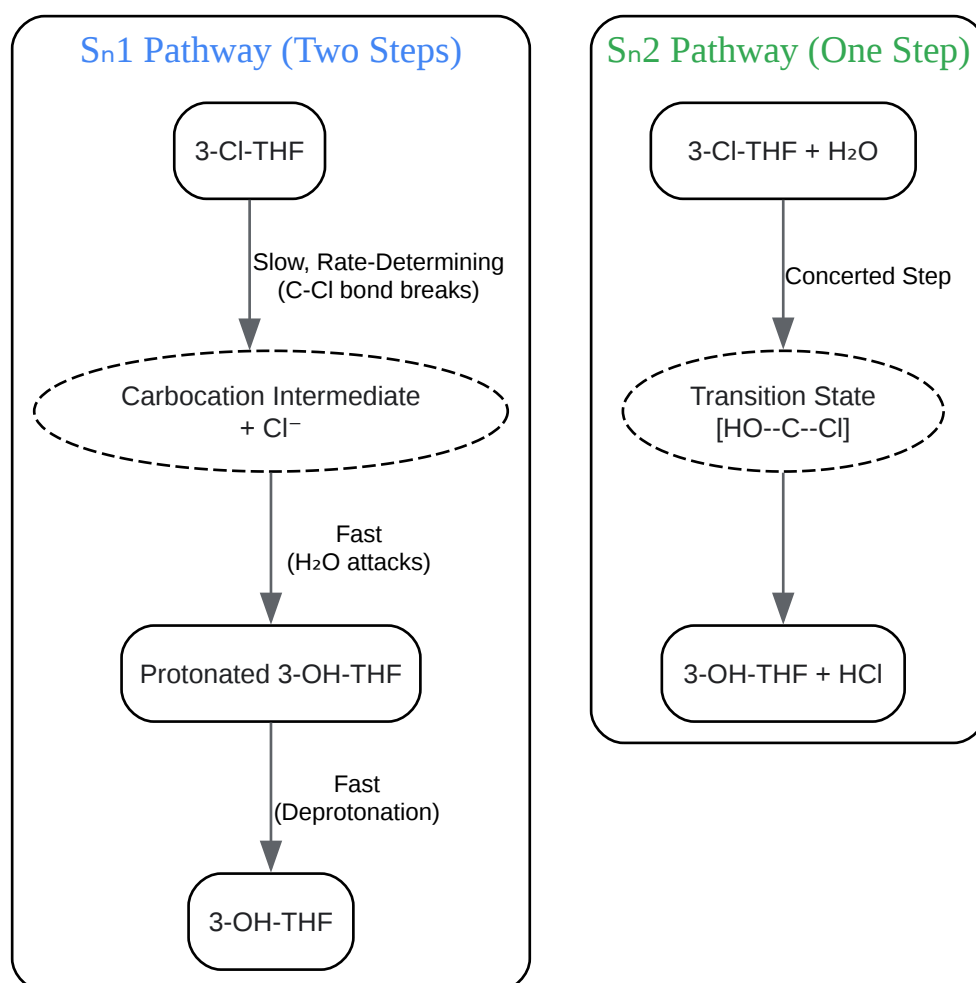 Sₙ1 Pathway (Two Steps)
3-Cl-THF
Slow, Rate-Determining
(C-Cl bond breaks)
Carbocation Intermediate
+ Cl⁻
Fast
(H₂O attacks)
Protonated 3-OH-THF
Fast
(Deprotonation)
3-OH-THF
Sₙ2 Pathway (One Step)
3-Cl-THF + H₂O
Concerted Step
Transition State
[HO--C--Cl]
3-OH-THF + HCl